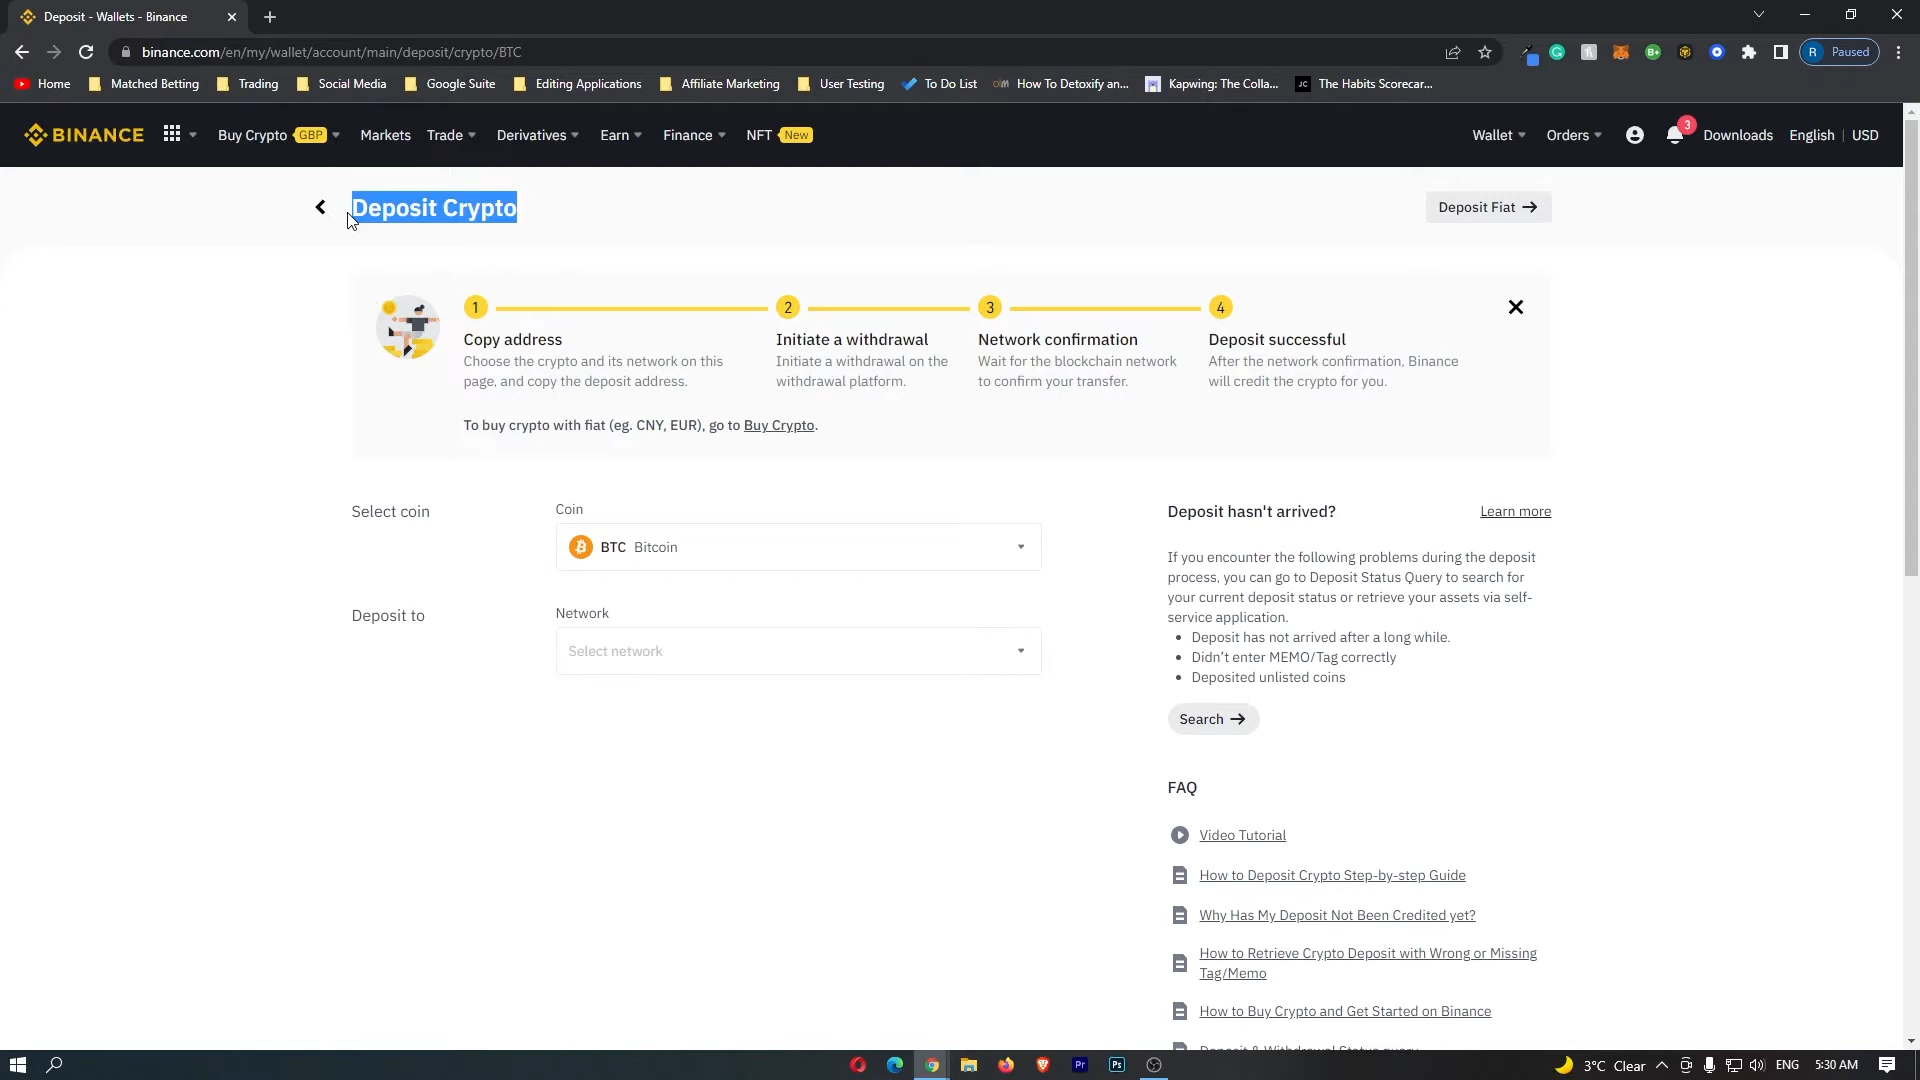 Deposit - Wallets - Binance
binance.com/en/my/wallet/account/main/deposit/crypto/BTC
R Paused
Home Matched Betting Trading Social Media Google Suite Editing Applications Affiliate Marketing User Testing To Do List How To Detoxify an... Kapwing: The Colla... JC The Habits Scorecar...
BINANCE Buy Crypto GBP Markets Trade Derivatives Earn Finance NFT New Wallet Orders 3 Downloads English USD
Deposit Crypto
Deposit Fiat
1 2 3 4
Copy address
Choose the crypto and its network on this
page, and copy the deposit address.
Initiate a withdrawal
Initiate a withdrawal on the
withdrawal platform.
Network confirmation
Wait for the blockchain network
to confirm your transfer.
Deposit successful
After the network confirmation, Binance
will credit the crypto for you.
To buy crypto with fiat (eg. CNY, EUR), go to Buy Crypto.
Select coin
Coin
BTC Bitcoin
Deposit to
Network
Select network
Deposit hasn't arrived? Learn more
If you encounter the following problems during the deposit
process, you can go to Deposit Status Query to search for
your current deposit status or retrieve your assets via self-
service application.
• Deposit has not arrived after a long while.
• Didn't enter MEMO/Tag correctly
• Deposited unlisted coins
Search
FAQ
Video Tutorial
How to Deposit Crypto Step-by-step Guide
Why Has My Deposit Not Been Credited yet?
How to Retrieve Crypto Deposit with Wrong or Missing
Tag/Memo
How to Buy Crypto and Get Started on Binance
Deposit & Withdrawal Status query
Pr Ps 3°C Clear ENG 5:30 AM